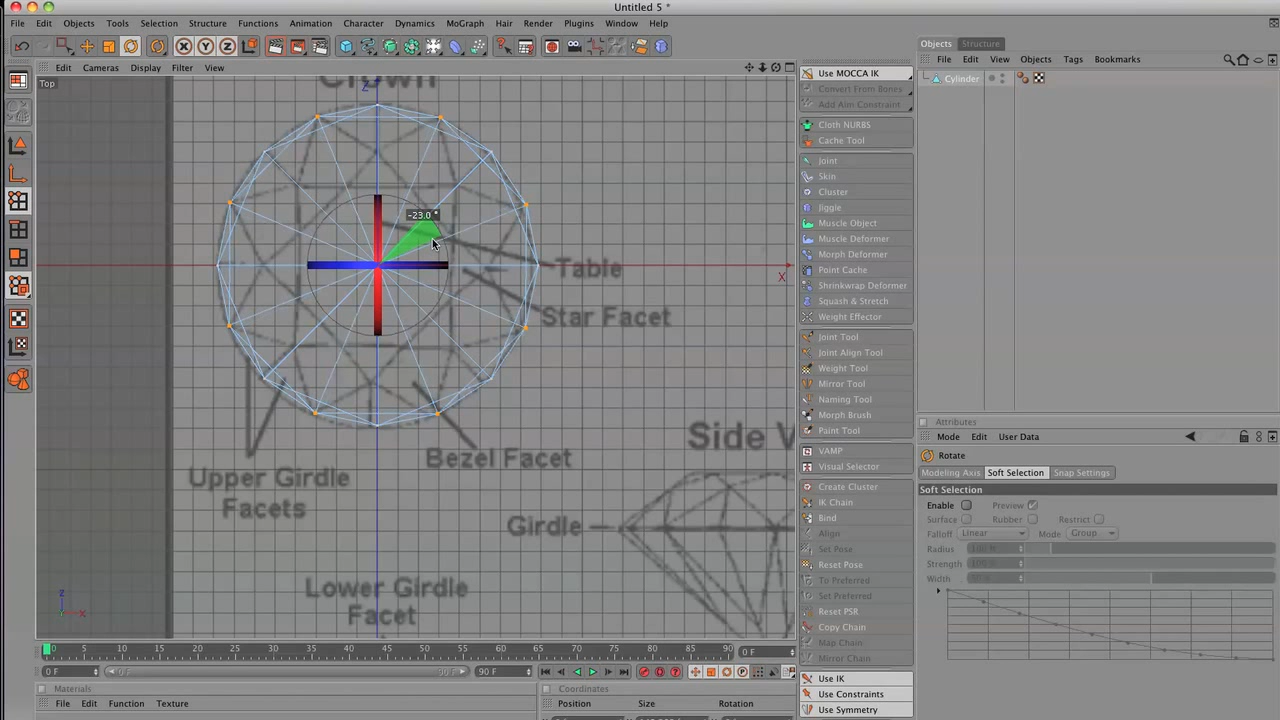 Untitled 5 *
File Edit Objects Tools Selection Structure Functions Animation Character Dynamics MoGraph Hair Render Plugins Window Help
Edit Cameras Display Filter View
Top
Crown
Z
-23.0 °
X
Table
Star Facet
Bezel Facet
Upper Girdle
Facets
Side V
Girdle
Lower Girdle
Facet
Z
X
0 5 10 15 20 25 30 35 40 45 50 55 60 65 70 75 80 85 90
0 F
0 F
0 F
90 F
90 F
Materials
File Edit Function Texture
Coordinates
Position Size Rotation
Use MOCCA IK
Convert From Bones
Add Aim Constraint
Cloth NURBS
Cache Tool
Joint
Skin
Cluster
Jiggle
Muscle Object
Muscle Deformer
Morph Deformer
Point Cache
Shrinkwrap Deformer
Squash & Stretch
Weight Effector
Joint Tool
Joint Align Tool
Weight Tool
Mirror Tool
Naming Tool
Morph Brush
Paint Tool
VAMP
Visual Selector
Create Cluster
IK Chain
Bind
Align
Set Pose
Reset Pose
To Preferred
Set Preferred
Reset PSR
Copy Chain
Map Chain
Mirror Chain
Use IK
Use Constraints
Use Symmetry
Objects Structure
File Edit View Objects Tags Bookmarks
Cylinder
Attributes
Mode Edit User Data
Rotate
Modeling Axis Soft Selection Snap Settings
Soft Selection
Enable Preview
Surface Rubber Restrict
Falloff Linear Mode Group
Radius
Strength
Width